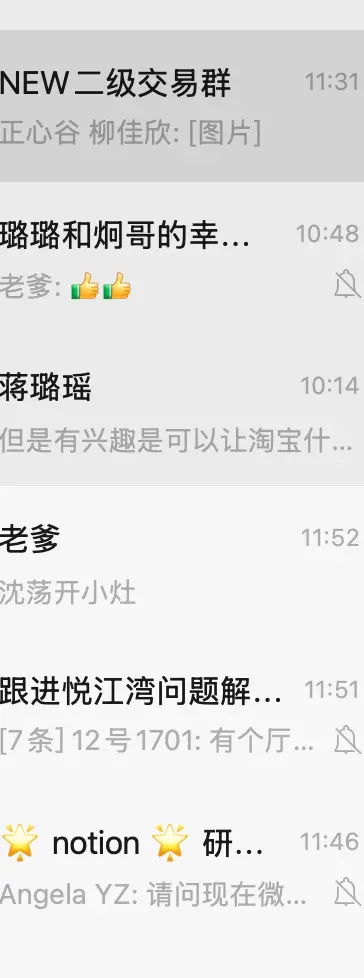 NEW二级交易群 11:31
正心谷 柳佳欣: [图片]
璐璐和炯哥的幸... 10:48
老爹: 👍👍
蒋璐瑶 10:14
但是有兴趣是可以让淘宝什...
老爹 11:52
沈荡开小灶
跟进悦江湾问题解... 11:51
[7条] 12号1701: 有个厅...
🌟 notion 🌟 研... 11:46
Angela YZ: 请问现在微...